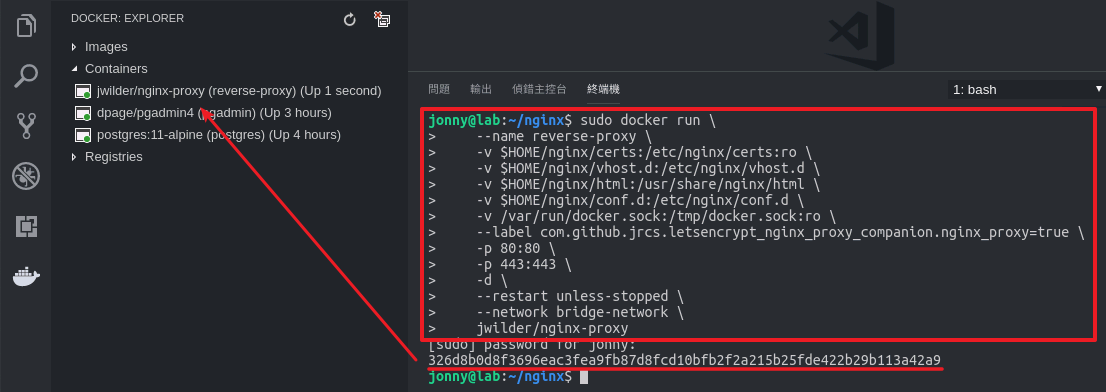 DOCKER: EXPLORER
Images
Containers
jwilder/nginx-proxy (reverse-proxy) (Up 1 second)
dpage/pgadmin4 (pgadmin) (Up 3 hours)
postgres:11-alpine (postgres) (Up 4 hours)
Registries
問題 輸出 偵錯主控台 終端機
1: bash
jonny@lab:~/nginx$ sudo docker run \
> --name reverse-proxy \
> -v $HOME/nginx/certs:/etc/nginx/certs:ro \
> -v $HOME/nginx/vhost.d:/etc/nginx/vhost.d \
> -v $HOME/nginx/html:/usr/share/nginx/html \
> -v $HOME/nginx/conf.d:/etc/nginx/conf.d \
> -v /var/run/docker.sock:/tmp/docker.sock:ro \
> --label com.github.jrcs.letsencrypt_nginx_proxy_companion.nginx_proxy=true \
> -p 80:80 \
> -p 443:443 \
> -d \
> --restart unless-stopped \
> --network bridge-network \
> jwilder/nginx-proxy
[sudo] password for jonny:
326d8b0d8f3696eac3fea9fb87d8fcd10bfb2f2a215b25fde422b29b113a42a9
jonny@lab:~/nginx$